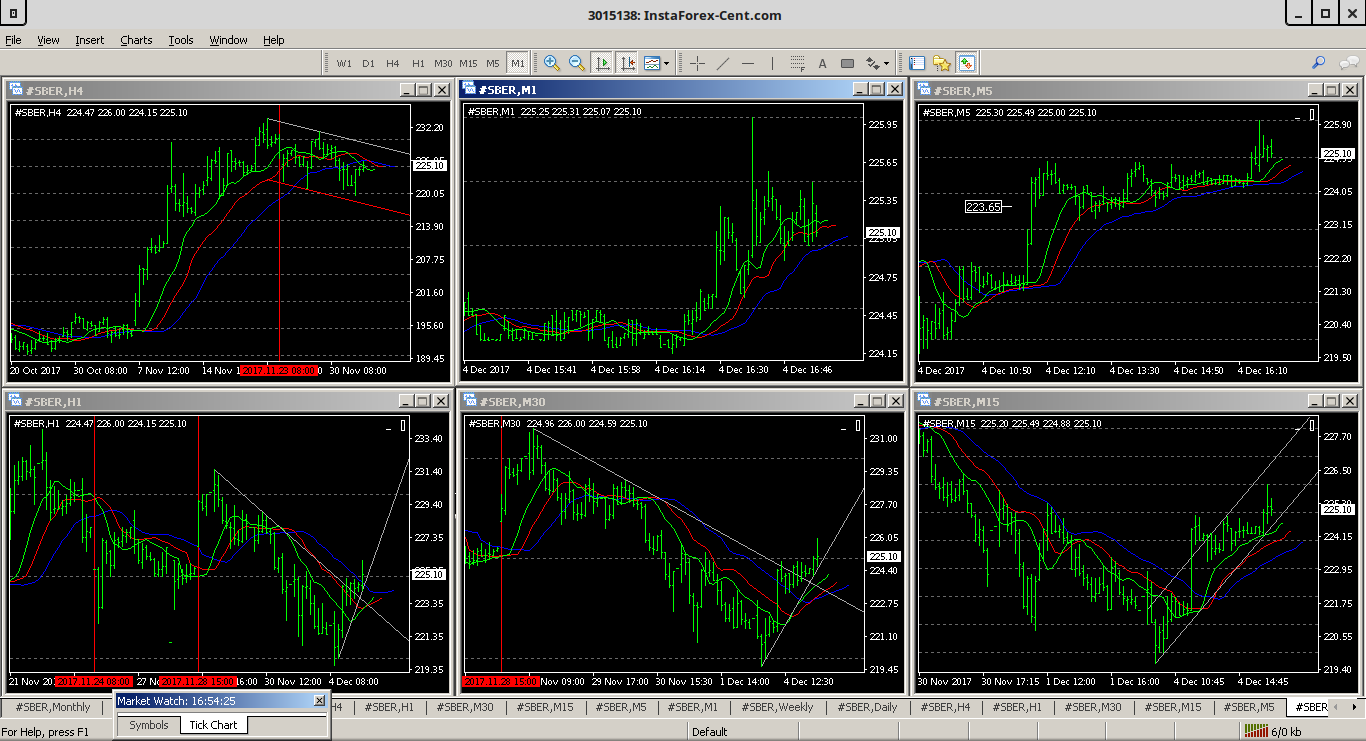 3015138: InstaForex-Cent.com
File View Insert Charts Tools Window Help
W1 D1 H4 H1 M30 M15 M5 M1
#SBER,H4
#SBER,H4 224.47 226.00 224.15 225.10
232.20
225.10
220.05
213.90
207.75
201.60
195.60
189.45
20 Oct 2017 30 Oct 08:00 7 Nov 12:00 14 Nov 1 2017.11.23 08:00 0 30 Nov 08:00
#SBER,M1
#SBER,M1 225.25 225.31 225.07 225.10
225.95
225.65
225.35
225.10
225.05
224.75
224.45
224.15
4 Dec 2017 4 Dec 15:41 4 Dec 15:58 4 Dec 16:14 4 Dec 16:30 4 Dec 16:46
#SBER,M5
#SBER,M5 225.30 225.49 225.00 225.10
225.90
225.10
224.05
223.15
222.20
221.30
220.40
219.50
223.65
4 Dec 2017 4 Dec 10:50 4 Dec 12:10 4 Dec 13:30 4 Dec 14:50 4 Dec 16:10
#SBER,H1
#SBER,H1 224.47 226.00 224.15 225.10
233.40
231.40
229.40
227.35
225.10
223.35
221.35
219.35
21 Nov 20 2017.11.24 08:00 27 N 2017.11.28 15:00 16:00 30 Nov 12:00 4 Dec 08:00
#SBER,M30
#SBER,M30 224.96 226.00 224.59 225.10
231.00
229.35
227.70
226.05
225.10
224.40
222.75
221.10
219.45
2017.11.28 15:00 Nov 09:00 29 Nov 17:00 30 Nov 15:30 1 Dec 14:00 4 Dec 12:30
#SBER,M15
#SBER,M15 225.20 225.49 224.88 225.10
227.70
226.50
225.10
224.15
222.95
221.75
220.55
219.40
30 Nov 2017 30 Nov 17:15 1 Dec 12:00 1 Dec 16:00 4 Dec 10:45 4 Dec 14:45
Market Watch: 16:54:25
Symbols Tick Chart
#SBER,Monthly H4 #SBER,H1 #SBER,M30 #SBER,M15 #SBER,M5 #SBER,M1 #SBER,Weekly #SBER,Daily #SBER,H4 #SBER,H1 #SBER,M30 #SBER,M15 #SBER,M5 #SBER
For Help, press F1 Default 6/0 kb